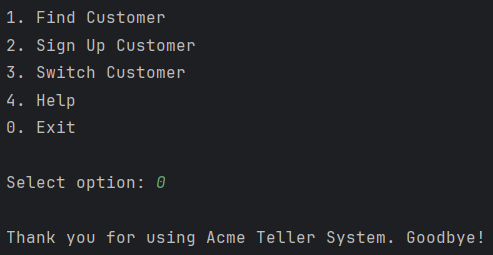 1. Find Customer
2. Sign Up Customer
3. Switch Customer
4. Help
0. Exit
Select option: 0
Thank you for using Acme Teller System. Goodbye!